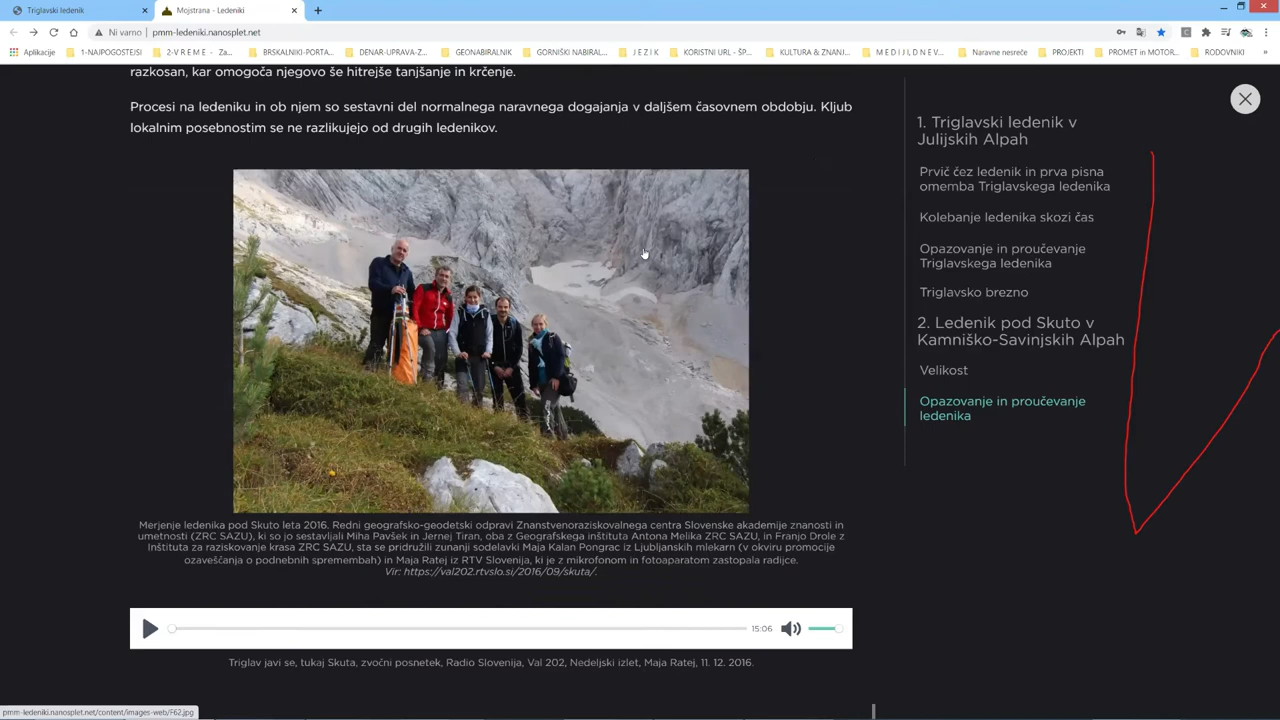 Triglavski ledenik
Mojstrana - Ledeniki
Ni varno
pmm-ledeniki.nanosplet.net
Aplikacije
1-NAJPOGOSTEJSI
2-V R E M E - Za...
BRSKALNIKI-PORTA...
DENAR-UPRAVA-Z...
GEONABIRALNIK
GORNIŠKI NABIRAL...
J E Z I K
KORISTNI URL - ŠP...
KULTURA & ZNANJ...
M E D I J I, D N E V...
Naravne nesreče
PROJEKTI
PROMET in MOTOR...
RODOVNIKI
»
razkosan, kar omogoča njegovo še hitrejše tanjšanje in krčenje.
Procesi na ledeniku in ob njem so sestavni del normalnega naravnega dogajanja v daljšem časovnem obdobju. Kljub
lokalnim posebnostim se ne razlikujejo od drugih ledenikov.
Merjenje ledenika pod Skuto leta 2016. Redni geografsko-geodetski odpravi Znanstvenoraziskovalnega centra Slovenske akademije znanosti in
umetnosti (ZRC SAZU), ki so jo sestavljali Miha Pavšek in Jernej Tiran, oba z Geografskega inštituta Antona Melika ZRC SAZU, in Franjo Drole z
Inštituta za raziskovanje krasa ZRC SAZU, sta se pridružili zunanji sodelavki Maja Kalan Pongrac iz Ljubljanskih mlekarn (v okviru promocije
ozaveščanja o podnebnih spremembah) in Maja Ratej iz RTV Slovenija, ki je z mikrofonom in fotoaparatom zastopala radijce.
Vir: https://val202.rtvslo.si/2016/09/skuta/.
15:06
Triglav javi se, tukaj Skuta, zvočni posnetek, Radio Slovenija, Val 202, Nedeljski izlet, Maja Ratej, 11. 12. 2016.
1. Triglavski ledenik v
Julijskih Alpah
Prvič čez ledenik in prva pisna
omemba Triglavskega ledenika
Kolebanje ledenika skozi čas
Opazovanje in proučevanje
Triglavskega ledenika
Triglavsko brezno
2. Ledenik pod Skuto v
Kamniško-Savinjskih Alpah
Velikost
Opazovanje in proučevanje
ledenika
pmm-ledeniki.nanosplet.net/content/images-web/F62.jpg